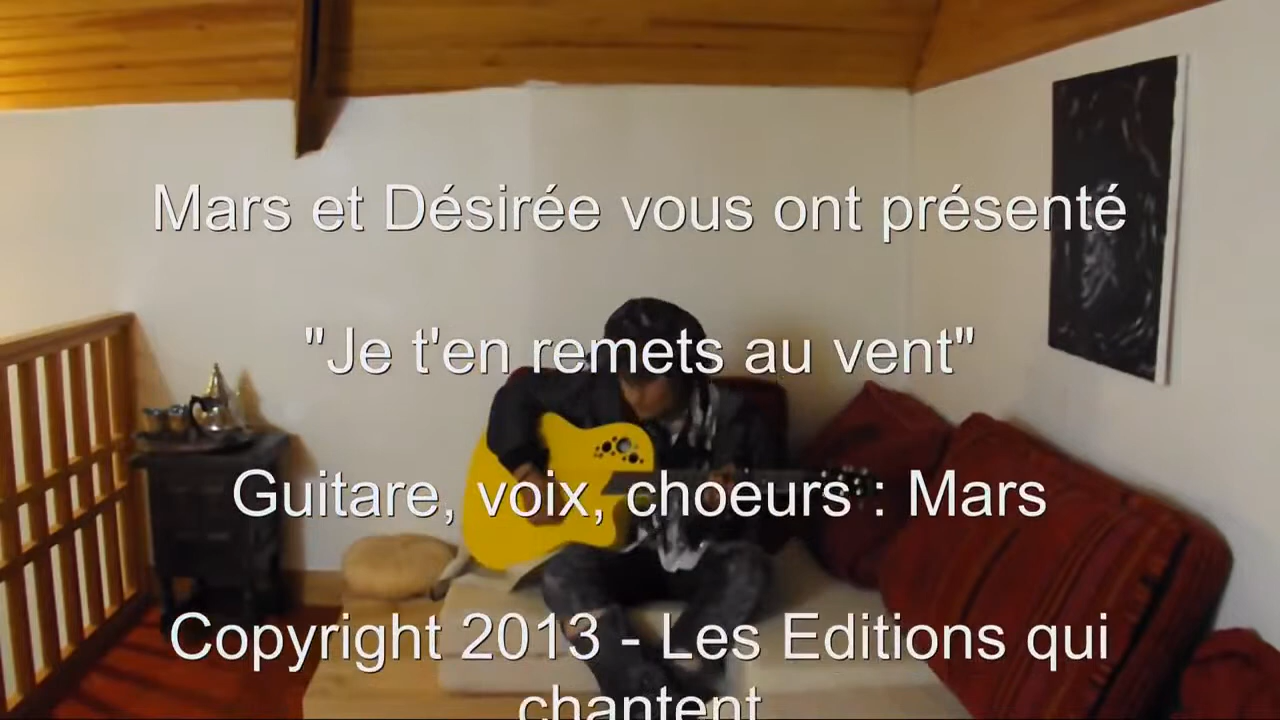 Mars et Désirée vous ont présenté
"Je t'en remets au vent"
Guitare, voix, choeurs : Mars
Copyright 2013 - Les Editions qui
chantent